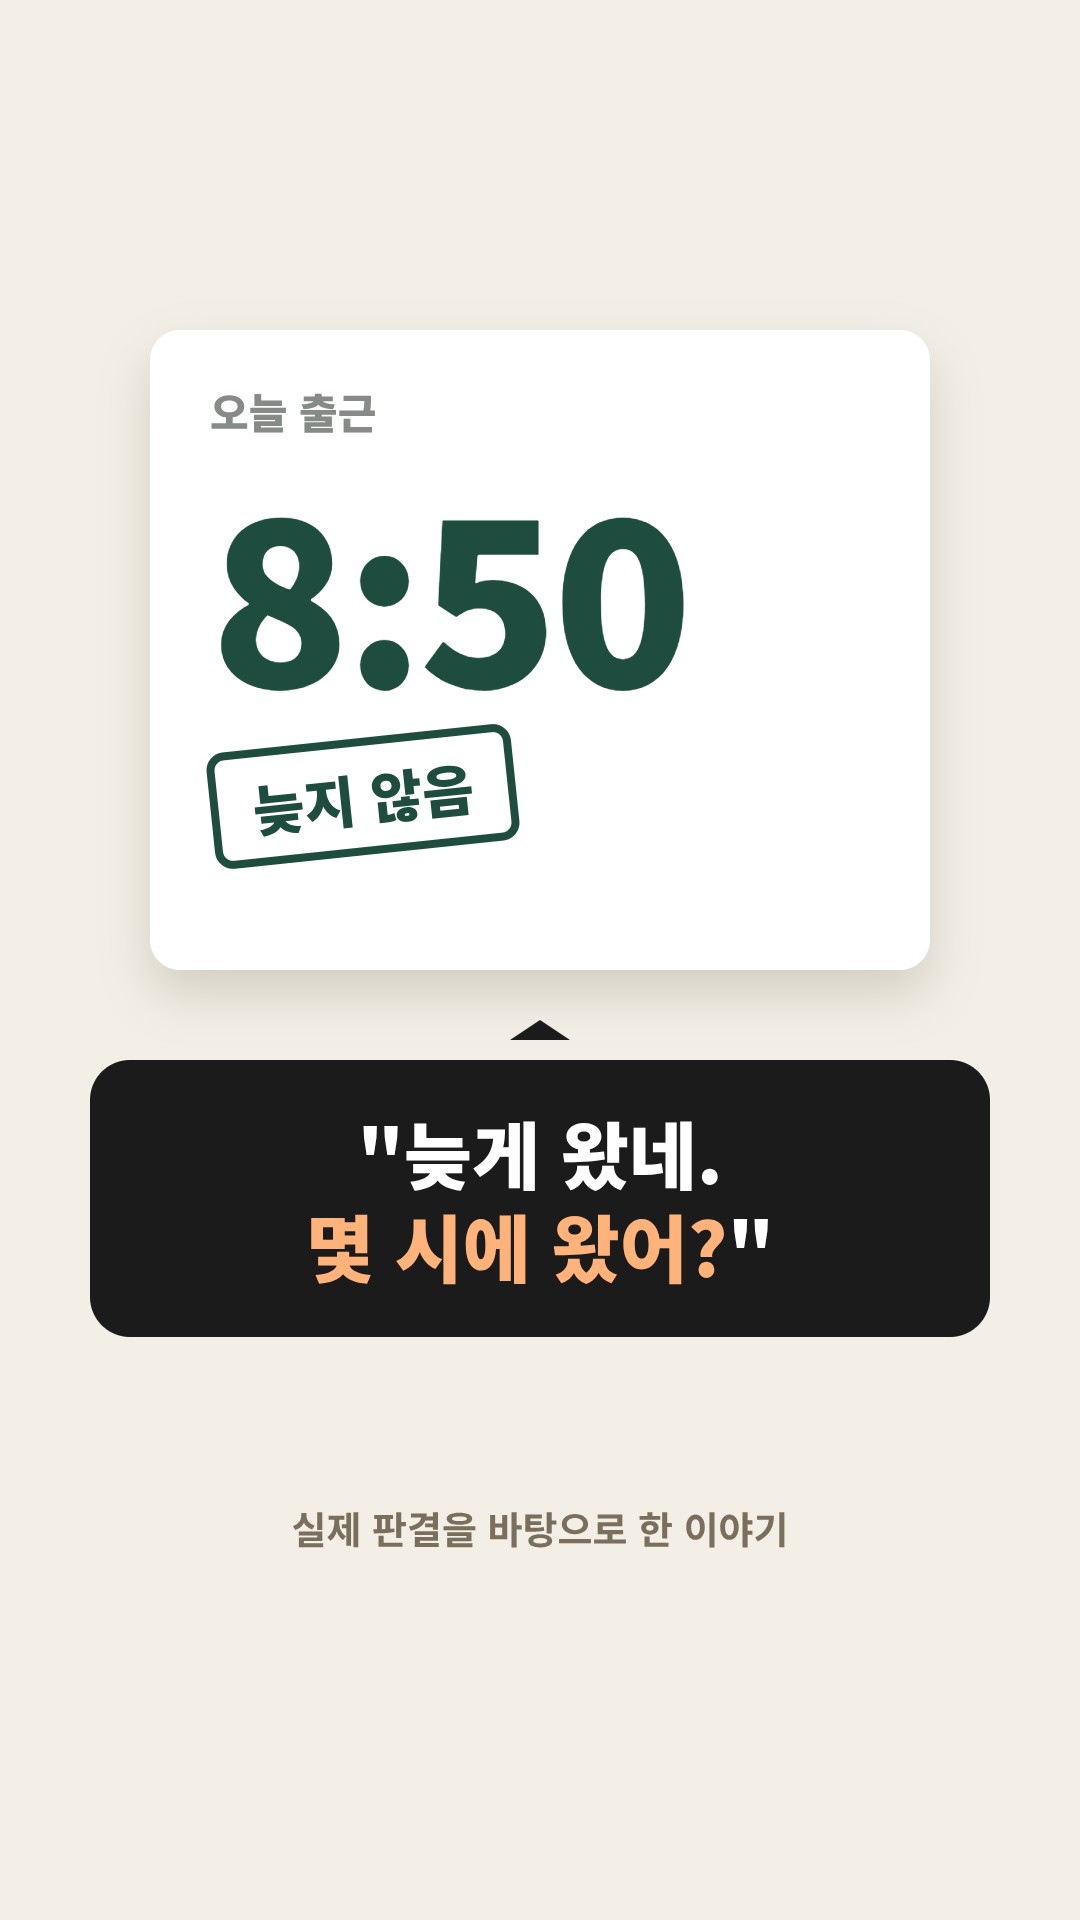 오늘 출근
8:50
늦지 않음
"늦게 왔네.
몇 시에 왔어?"
실제 판결을 바탕으로 한 이야기